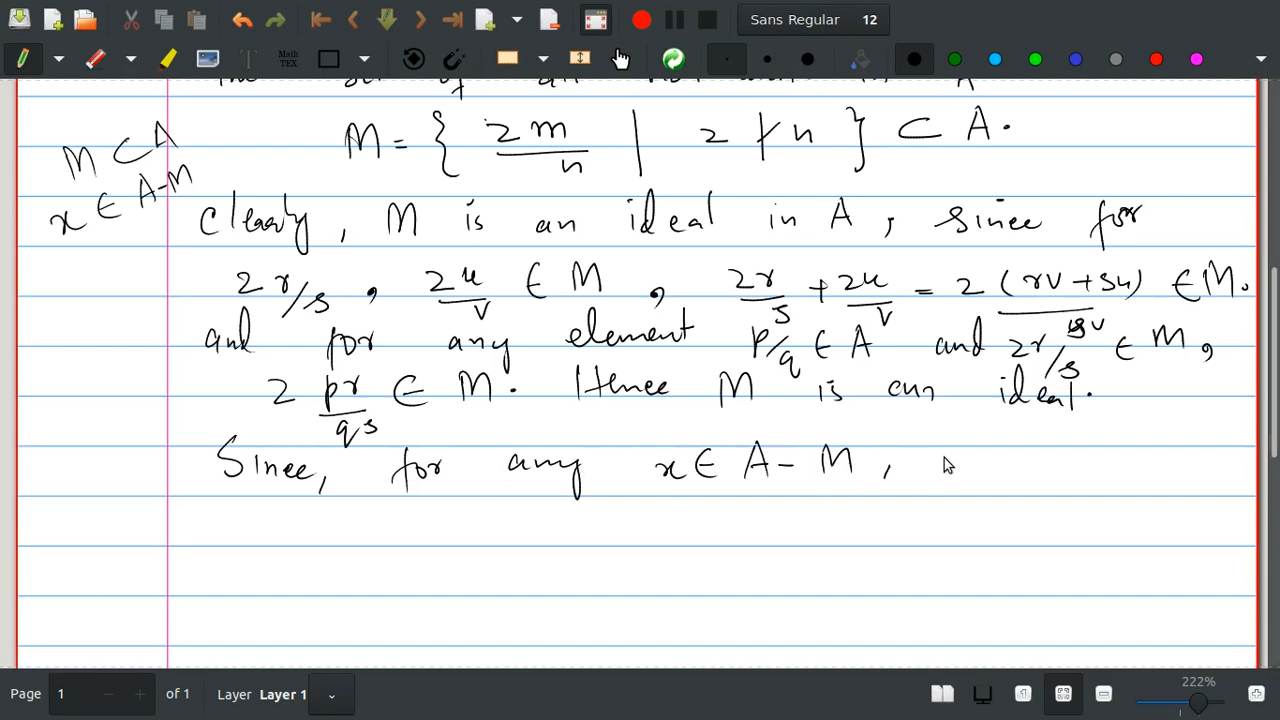 Sans Regular 12
Math
TEX
M = { 2m/n | 2 ∤ n } ⊂ A.
M ⊂ A
x ∈ A-M
Clearly, M is an ideal in A, since for
2r/s, 2u/v ∈ M, 2r/s + 2u/v = 2(rv+su)/sv ∈ M.
and for any element p/q ∈ A and 2r/s ∈ M,
2 pr/qs ∈ M. Hence M is an ideal.
Since, for any x ∈ A - M,
Page 1 of 1 Layer Layer 1 222%